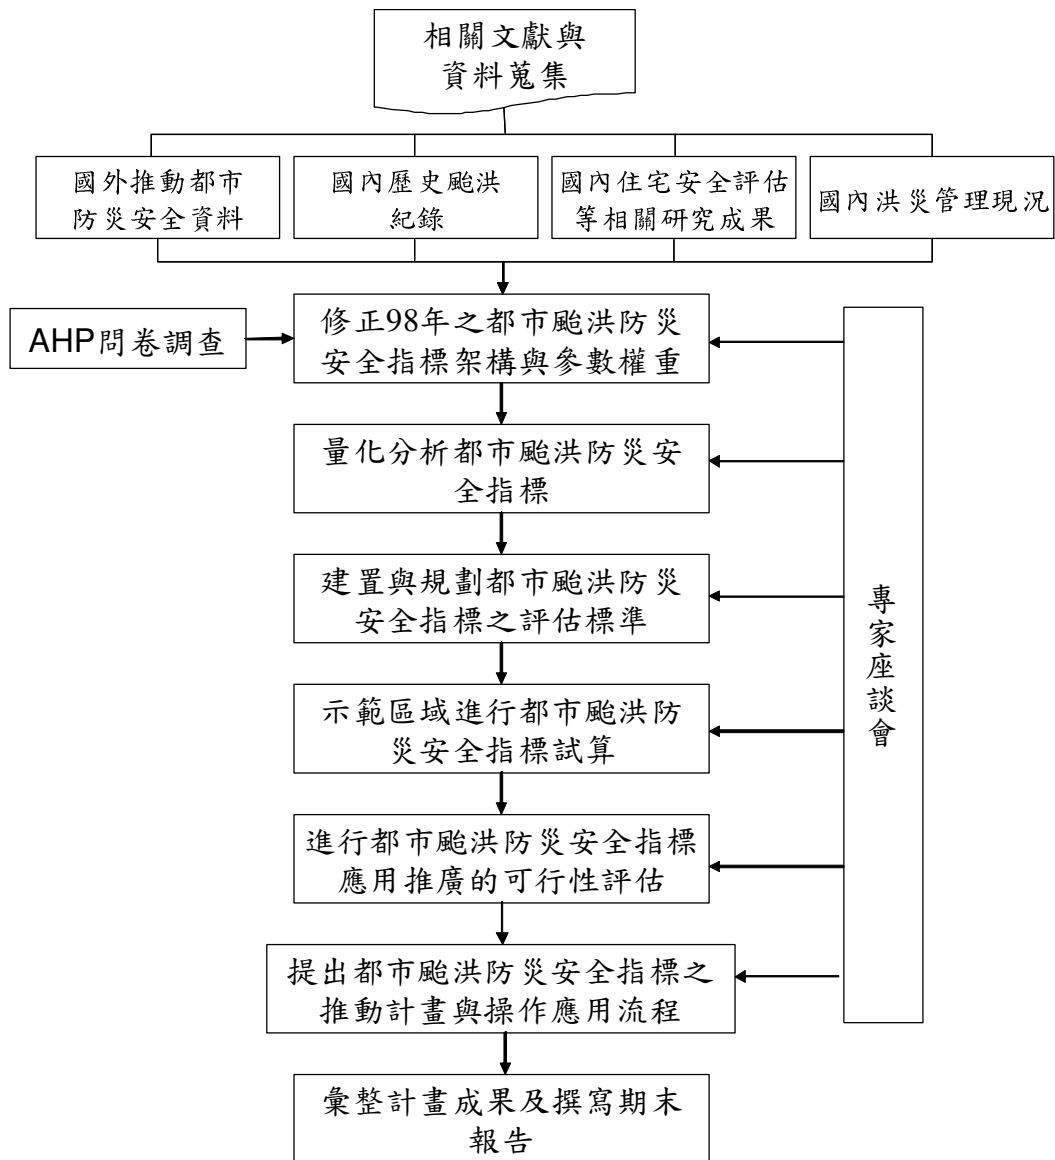 相關文獻與
資料蒐集
國外推動都市
防災安全資料
國內歷史颱洪
紀錄
國內住宅安全評估
等相關研究成果
國內洪災管理現況
AHP問卷調查
修正98年之都市颱洪防災
安全指標架構與參數權重
量化分析都市颱洪防災安
全指標
建置與規劃都市颱洪防災
安全指標之評估標準
示範區域進行都市颱洪防
災安全指標試算
進行都市颱洪防災安全指標
應用推廣的可行性評估
提出都市颱洪防災安全指標之
推動計畫與操作應用流程
彙整計畫成果及撰寫期末
報告
專家座談會